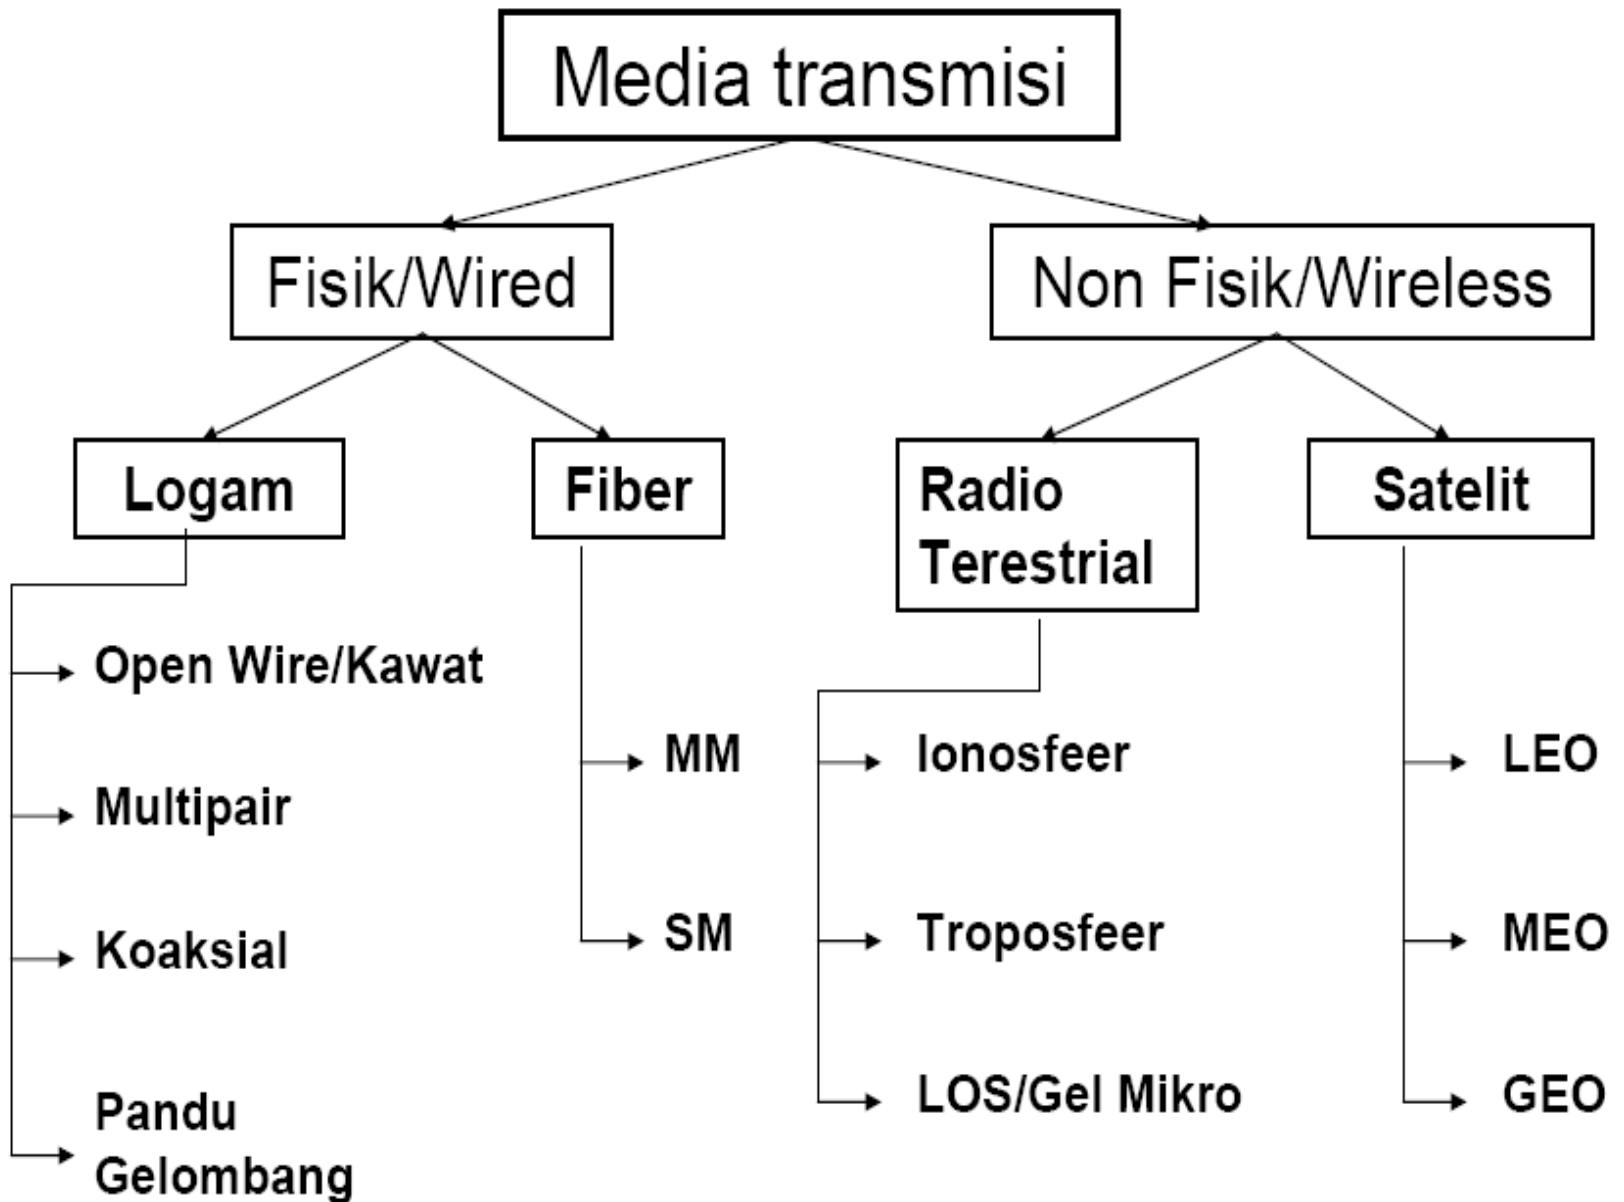 Media transmisi
Fisik/Wired
Non Fisik/Wireless
Logam
Fiber
Radio
Terestrial
Satelit
Open Wire/Kawat
Multipair
Koaksial
Pandu
Gelombang
MM
SM
Ionosfeer
Troposfeer
LOS/Gel Mikro
LEO
MEO
GEO